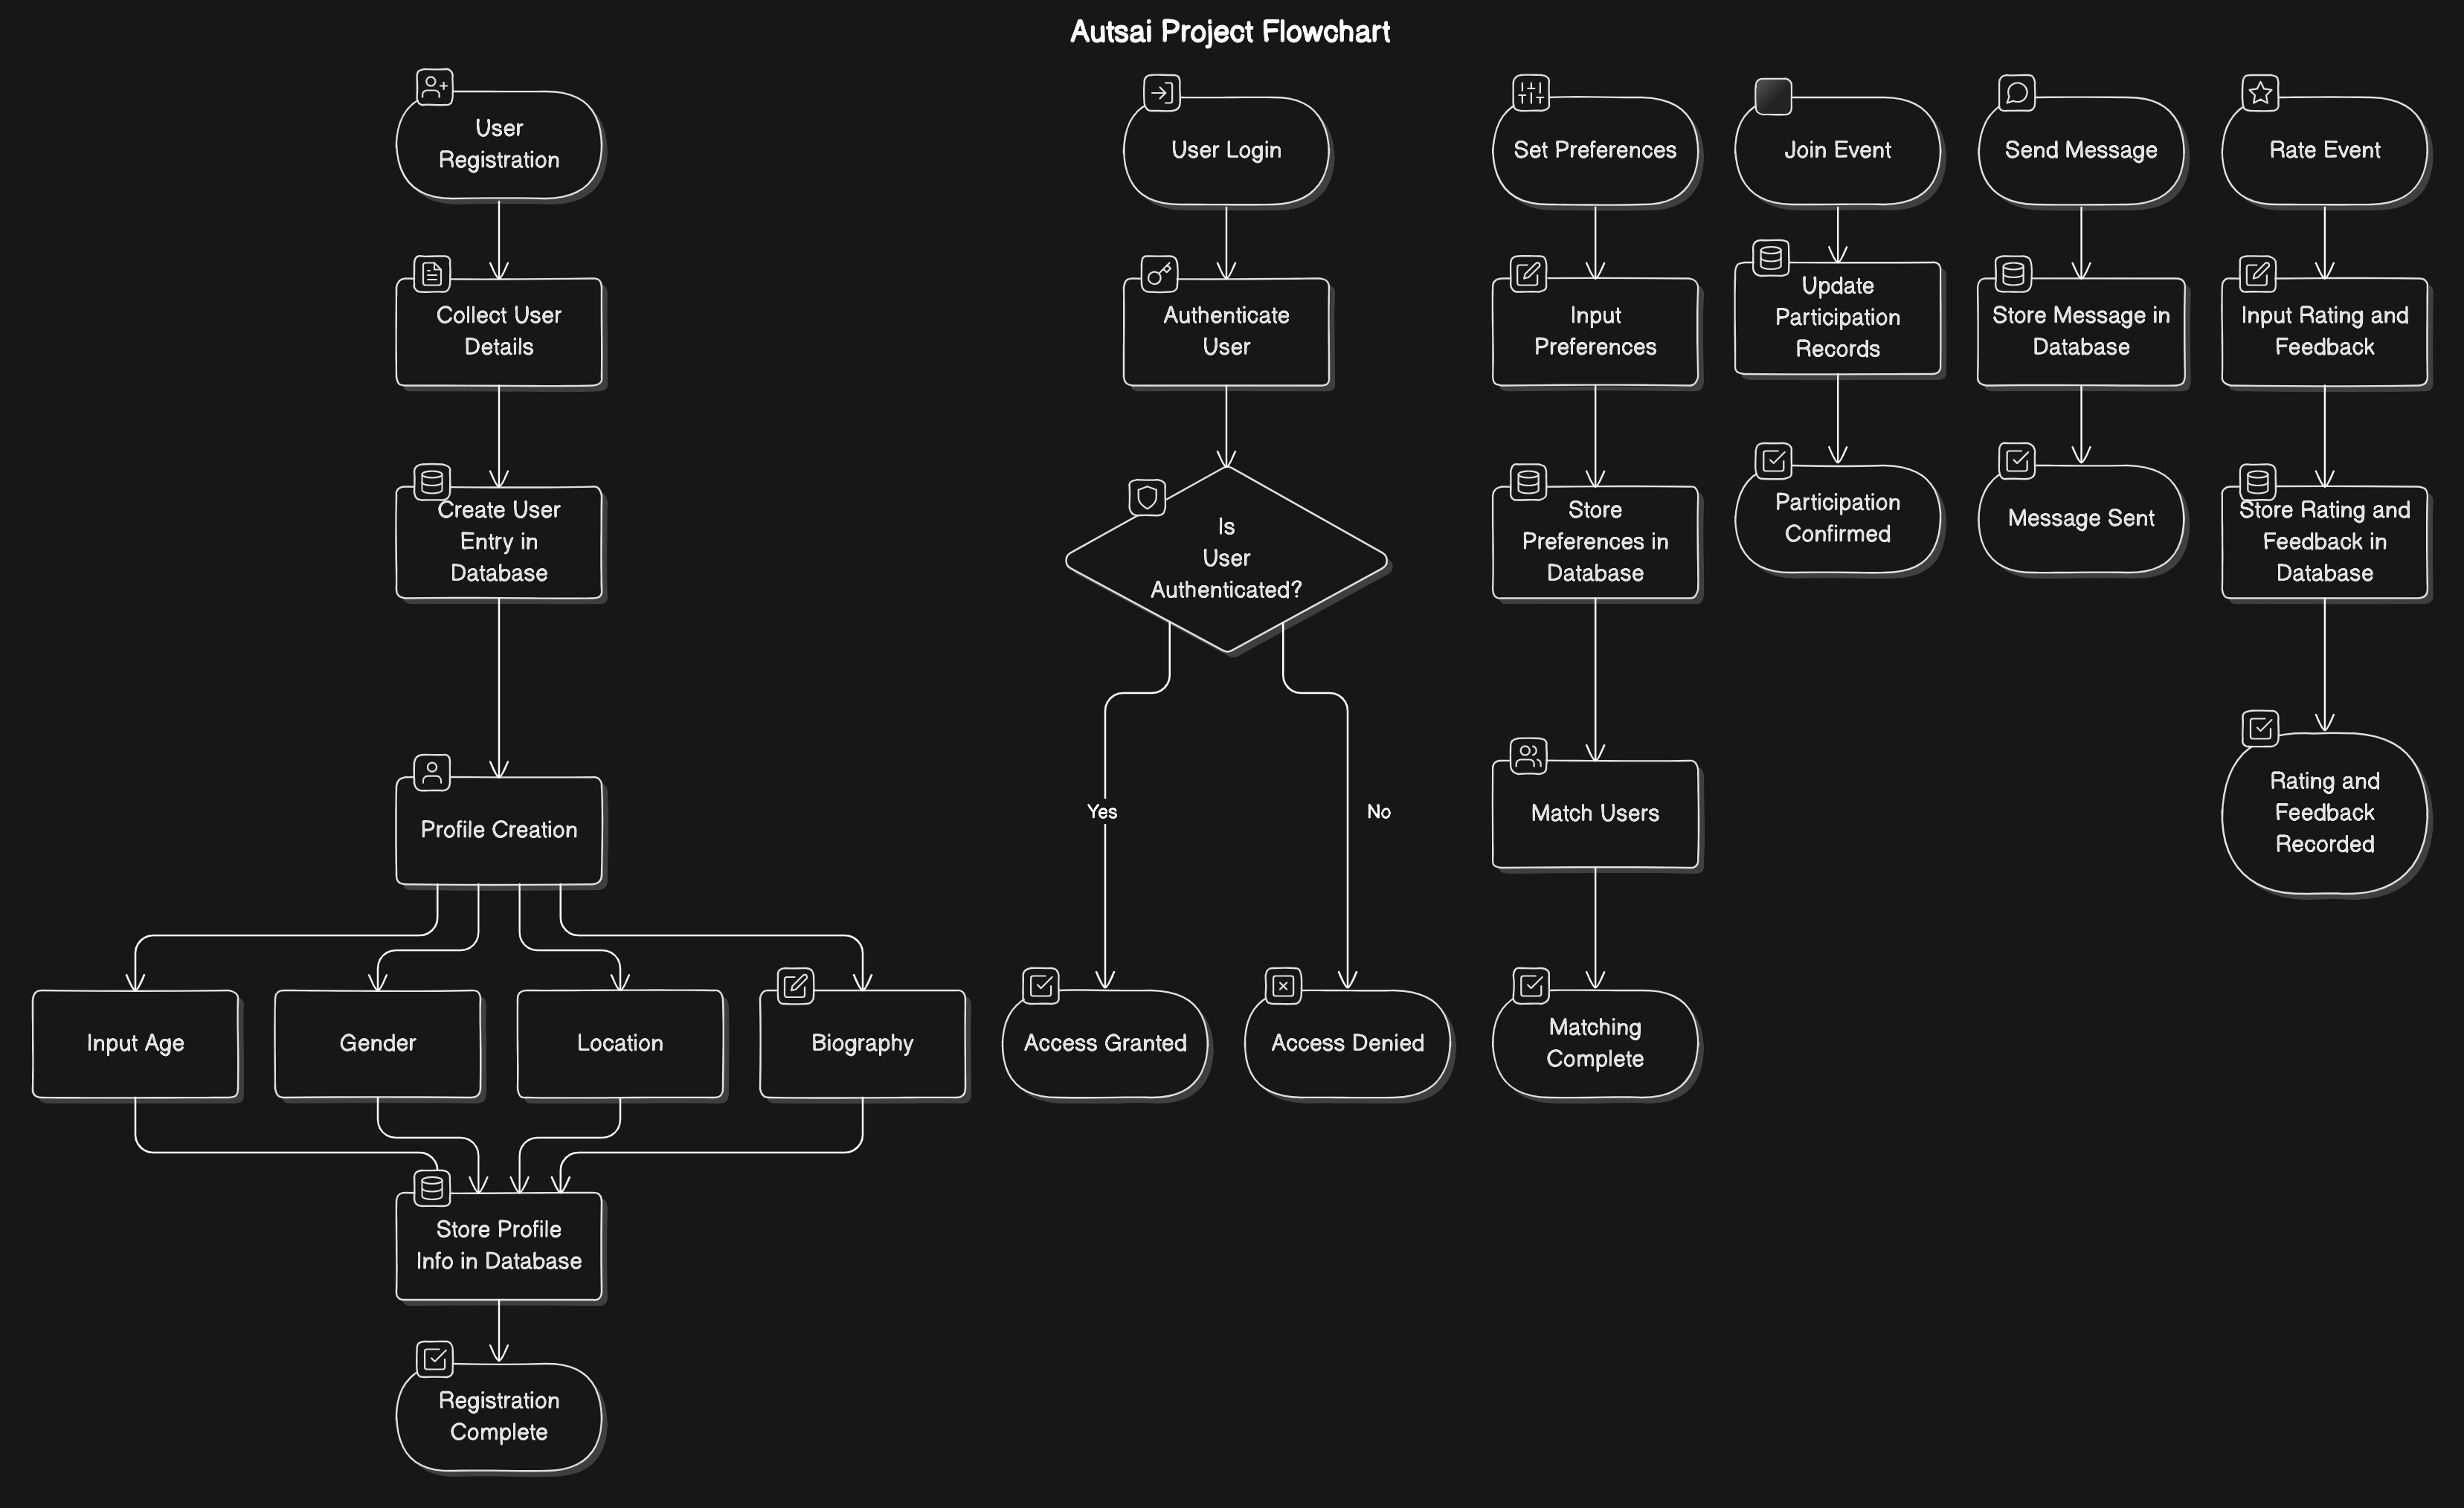 Autsai Project Flowchart
User
Registration
Collect User
Details
Create User
Entry in
Database
Profile Creation
Input Age
Gender
Location
Biography
Store Profile
Info in Database
Registration
Complete
User Login
Authenticate
User
Is
User
Authenticated?
Yes
No
Access Granted
Access Denied
Set Preferences
Input
Preferences
Store
Preferences in
Database
Match Users
Matching
Complete
Join Event
Update
Participation
Records
Participation
Confirmed
Send Message
Store Message in
Database
Message Sent
Rate Event
Input Rating and
Feedback
Store Rating and
Feedback in
Database
Rating and
Feedback
Recorded